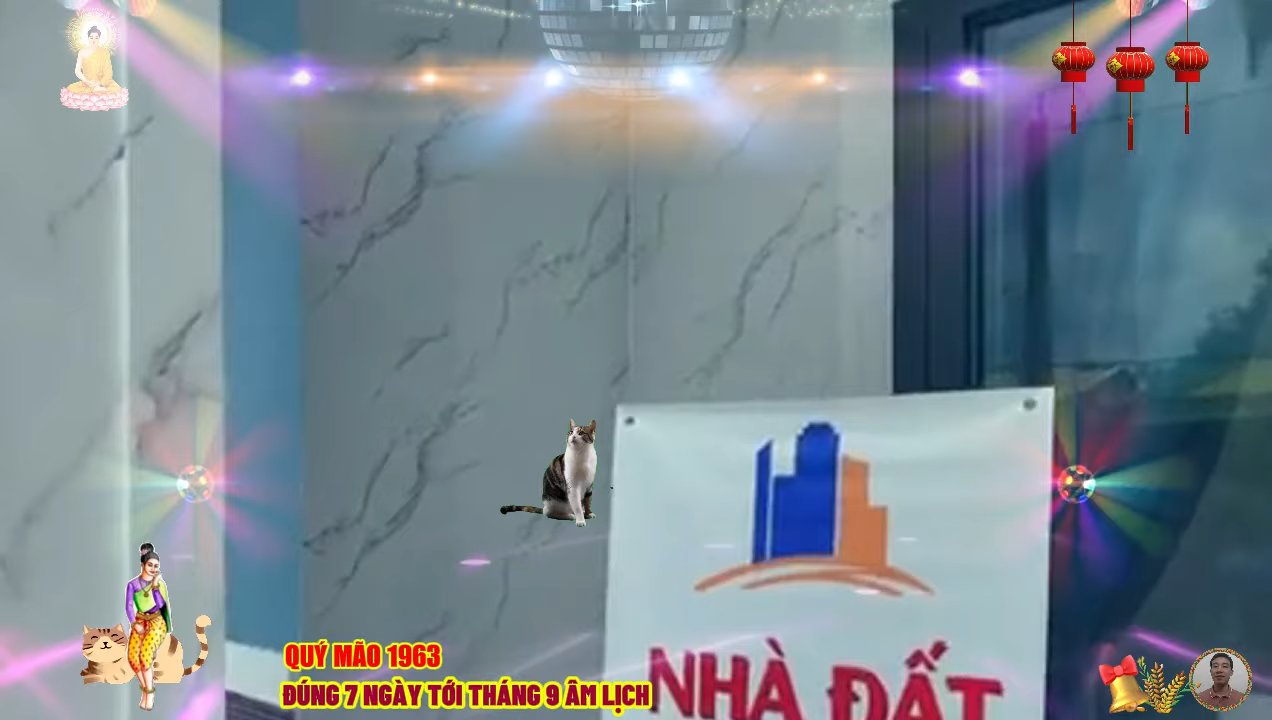 QUÝ MÃO 1963
ĐÚNG 7 NGÀY TỚI THÁNG 9 ÂM LỊCH
NHÀ ĐẤT